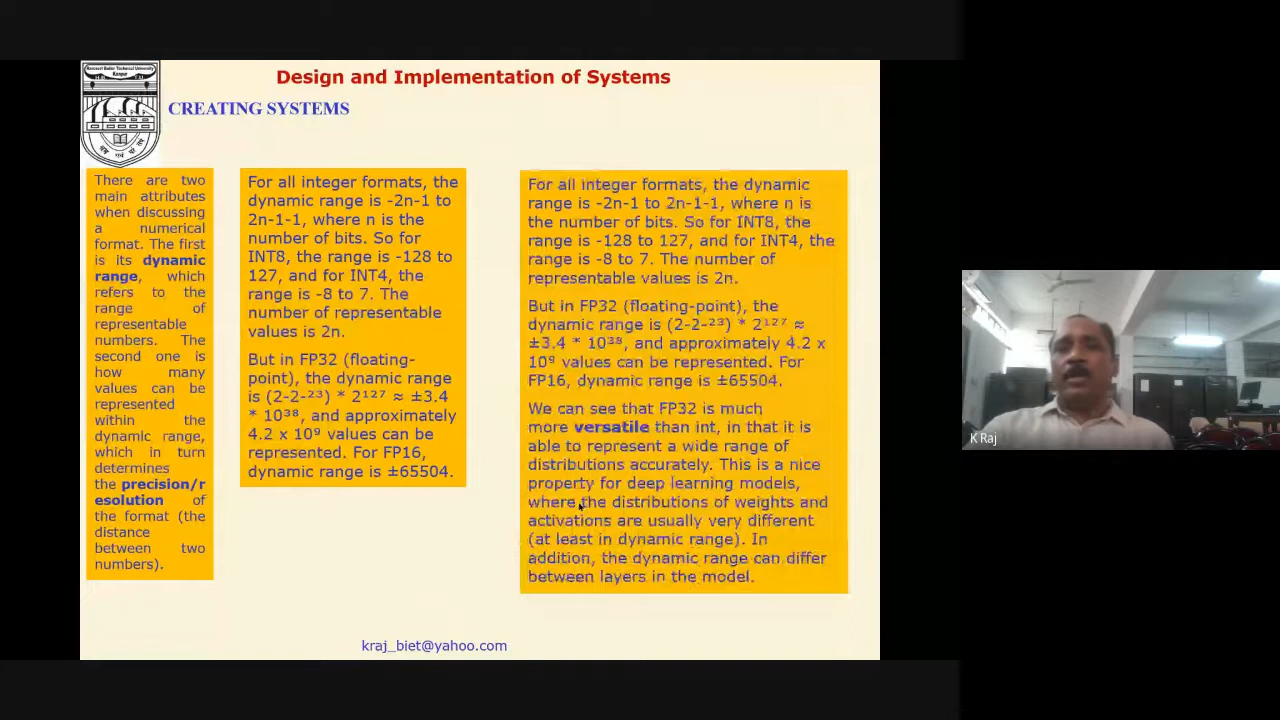 Design and Implementation of Systems
Harcourt Butler Technical University
Kanpur
CREATING SYSTEMS
There are two
main attributes
when discussing
a numerical
format. The first
is its dynamic
range, which
refers to the
range of
representable
numbers. The
second one is
how many
values can be
represented
within the
dynamic range,
which in turn
determines
the precision/r
esolution of
the format (the
distance
between two
numbers).
For all integer formats, the
dynamic range is -2n-1 to
2n-1-1, where n is the
number of bits. So for
INT8, the range is -128 to
127, and for INT4, the
range is -8 to 7. The
number of representable
values is 2n.
But in FP32 (floating-
point), the dynamic range
is (2-2-²³) * 2¹²⁷ ≈ ±3.4
* 10³⁸, and approximately
4.2 x 10⁹ values can be
represented. For FP16,
dynamic range is ±65504.
For all integer formats, the dynamic
range is -2n-1 to 2n-1-1, where n is
the number of bits. So for INT8, the
range is -128 to 127, and for INT4, the
range is -8 to 7. The number of
representable values is 2n.
But in FP32 (floating-point), the
dynamic range is (2-2-²³) * 2¹²⁷ ≈
±3.4 * 10³⁸, and approximately 4.2 x
10⁹ values can be represented. For
FP16, dynamic range is ±65504.
We can see that FP32 is much
more versatile than int, in that it is
able to represent a wide range of
distributions accurately. This is a nice
property for deep learning models,
where the distributions of weights and
activations are usually very different
(at least in dynamic range). In
addition, the dynamic range can differ
between layers in the model.
K Raj
kraj_biet@yahoo.com